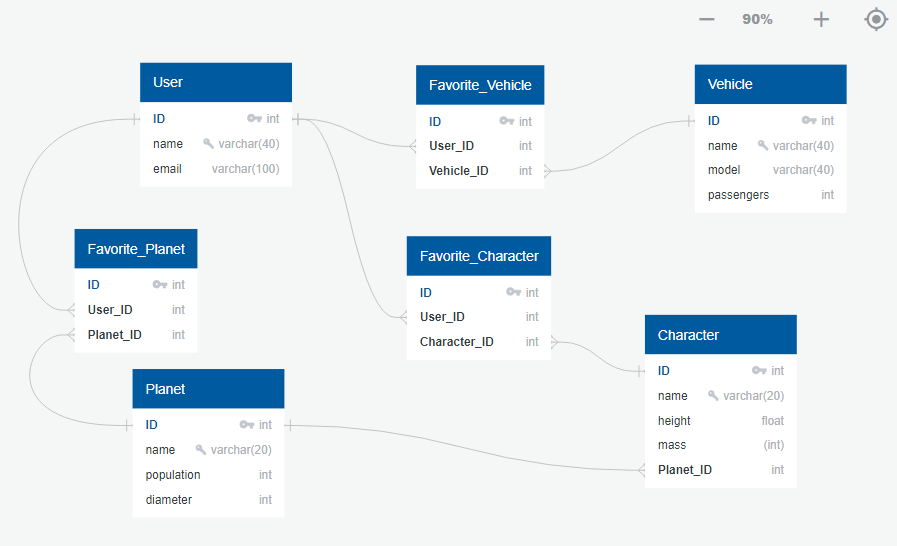 90%
User
ID int
name varchar(40)
email varchar(100)
Favorite_Vehicle
ID int
User_ID int
Vehicle_ID int
Vehicle
ID int
name varchar(40)
model varchar(40)
passengers int
Favorite_Planet
ID int
User_ID int
Planet_ID int
Favorite_Character
ID int
User_ID int
Character_ID int
Character
ID int
name varchar(20)
height float
mass (int)
Planet_ID int
Planet
ID int
name varchar(20)
population int
diameter int